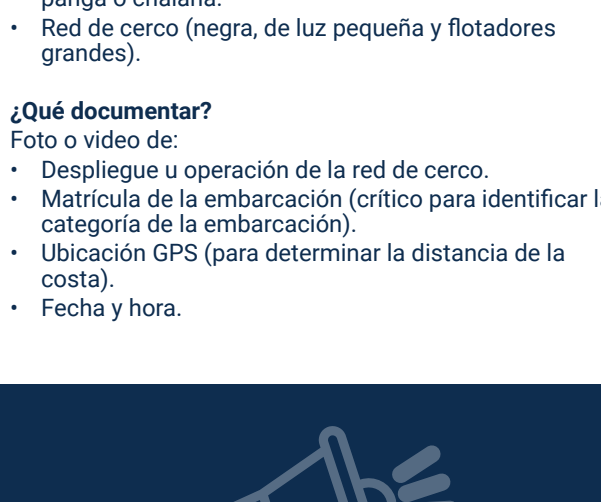 panga o chalana.
• Red de cerco (negra, de luz pequeña y flotadores
grandes).
¿Qué documentar?
Foto o video de:
• Despliegue u operación de la red de cerco.
• Matrícula de la embarcación (crítico para identificar la
categoría de la embarcación).
• Ubicación GPS (para determinar la distancia de la
costa).
• Fecha y hora.